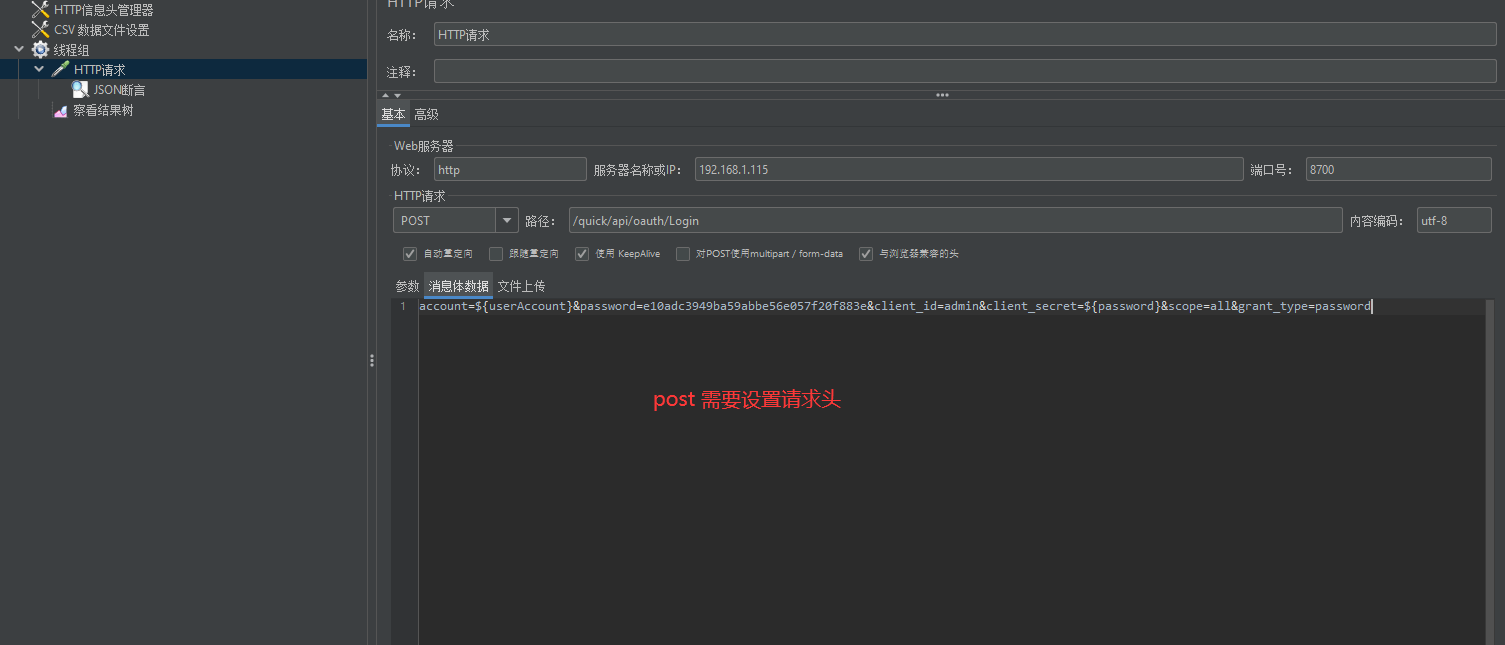 HTTP信息头管理器
CSV 数据文件设置
线程组
HTTP请求
JSON断言
察看结果树
HTTP请求
名称： HTTP请求
注释：
基本 高级
Web服务器
协议： http 服务器名称或IP： 192.168.1.115 端口号： 8700
HTTP请求
POST 路径： /quick/api/oauth/Login 内容编码： utf-8
自动重定向 跟随重定向 使用 KeepAlive 对POST使用multipart / form-data 与浏览器兼容的头
参数 消息体数据 文件上传
1 account=${userAccount}&password=e10adc3949ba59abbe56e057f20f883e&client_id=admin&client_secret=${password}&scope=all&grant_type=password
post 需要设置请求头